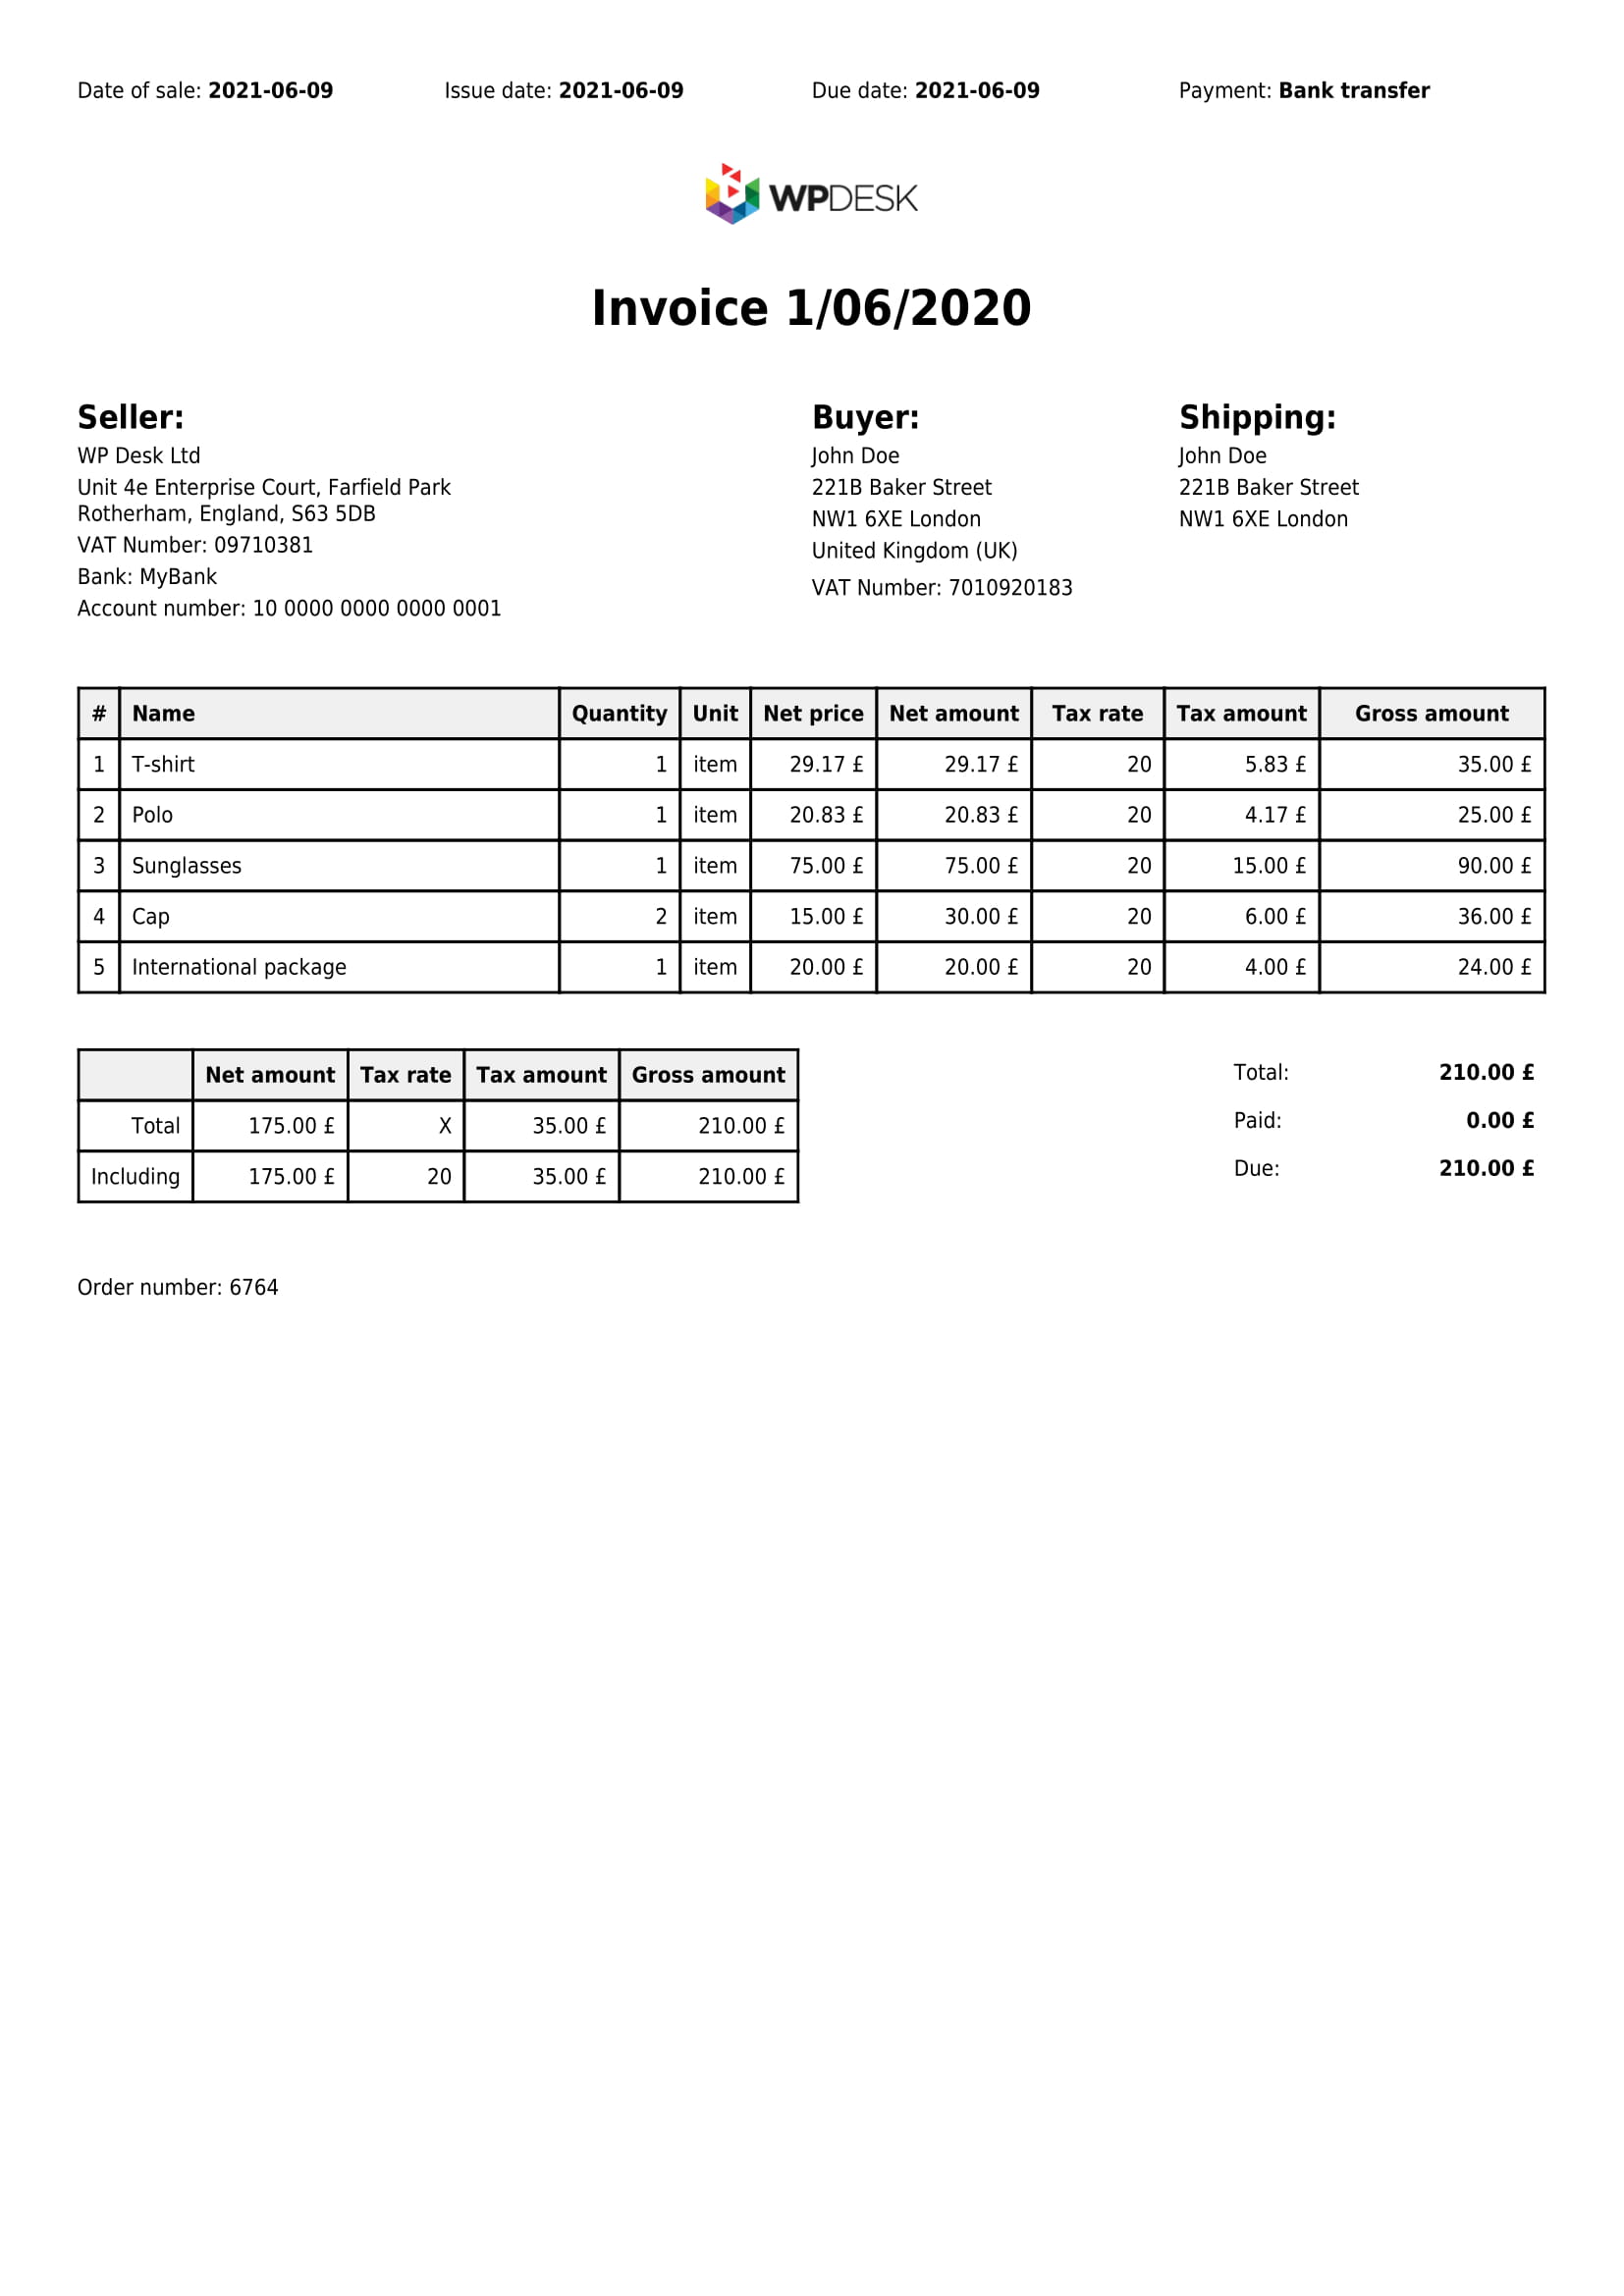 Date of sale: 2021-06-09 Issue date: 2021-06-09 Due date: 2021-06-09 Payment: Bank transfer
WPDESK
Invoice 1/06/2020
Seller:
WP Desk Ltd
Unit 4e Enterprise Court, Farfield Park
Rotherham, England, S63 5DB
VAT Number: 09710381
Bank: MyBank
Account number: 10 0000 0000 0000 0001
Buyer:
John Doe
221B Baker Street
NW1 6XE London
United Kingdom (UK)
VAT Number: 7010920183
Shipping:
John Doe
221B Baker Street
NW1 6XE London
# Name Quantity Unit Net price Net amount Tax rate Tax amount Gross amount
1 T-shirt 1 item 29.17 £ 29.17 £ 20 5.83 £ 35.00 £
2 Polo 1 item 20.83 £ 20.83 £ 20 4.17 £ 25.00 £
3 Sunglasses 1 item 75.00 £ 75.00 £ 20 15.00 £ 90.00 £
4 Cap 2 item 15.00 £ 30.00 £ 20 6.00 £ 36.00 £
5 International package 1 item 20.00 £ 20.00 £ 20 4.00 £ 24.00 £
Net amount Tax rate Tax amount Gross amount
Total 175.00 £ X 35.00 £ 210.00 £
Including 175.00 £ 20 35.00 £ 210.00 £
Total: 210.00 £
Paid: 0.00 £
Due: 210.00 £
Order number: 6764